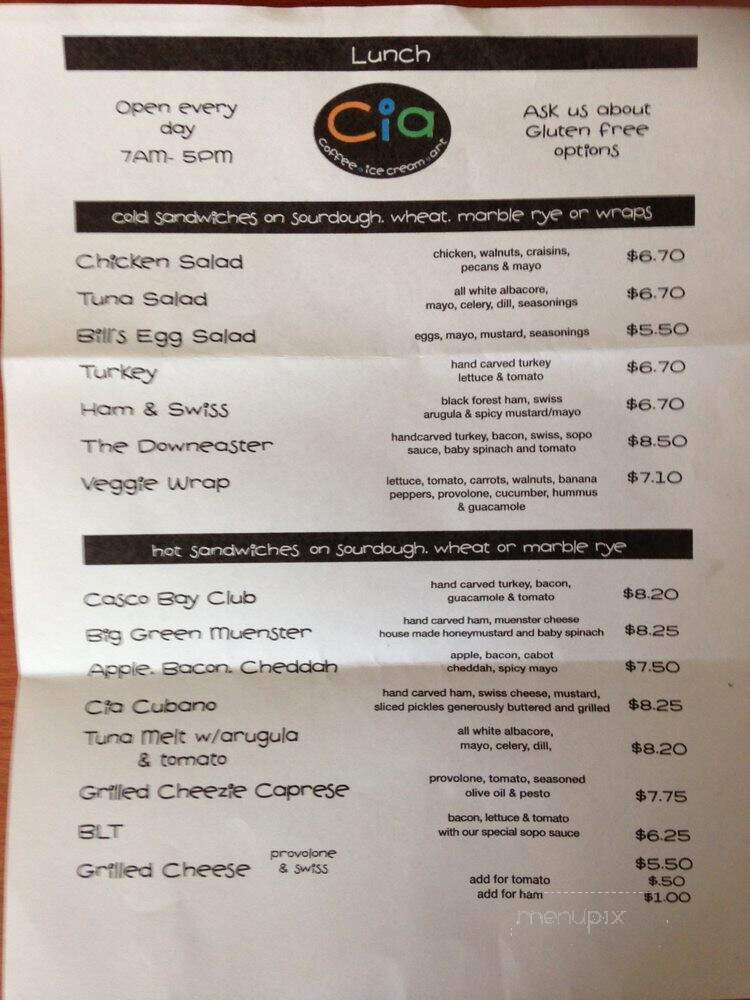 Lunch
Open every
day
7AM- 5PM
Cia
coffee · ice cream · art
Ask us about
Gluten free
options
cold sandwiches on sourdough, wheat, marble rye or wraps
Chicken Salad
chicken, walnuts, craisins,
pecans & mayo
$6.70
Tuna Salad
all white albacore,
mayo, celery, dill, seasonings
$6.70
Bill's Egg Salad
eggs, mayo, mustard, seasonings
$5.50
Turkey
hand carved turkey
lettuce & tomato
$6.70
Ham & Swiss
black forest ham, swiss
arugula & spicy mustard/mayo
$6.70
The Downeaster
handcarved turkey, bacon, swiss, sopo
sauce, baby spinach and tomato
$8.50
Veggie Wrap
lettuce, tomato, carrots, walnuts, banana
peppers, provolone, cucumber, hummus
& guacamole
$7.10
hot sandwiches on sourdough, wheat or marble rye
Casco Bay Club
hand carved turkey, bacon,
guacamole & tomato
$8.20
Big Green Muenster
hand carved ham, muenster cheese
house made honeymustard and baby spinach
$8.25
Apple, Bacon, Cheddah
apple, bacon, cabot
cheddah, spicy mayo
$7.50
Cia Cubano
hand carved ham, swiss cheese, mustard,
sliced pickles generously buttered and grilled
$8.25
Tuna Melt w/arugula
& tomato
all white albacore,
mayo, celery, dill,
$8.20
Grilled Cheezie Caprese
provolone, tomato, seasoned
olive oil & pesto
$7.75
BLT
bacon, lettuce & tomato
with our special sopo sauce
$6.25
Grilled Cheese
provolone
& swiss
$5.50
add for tomato
$.50
add for ham
$1.00
menupix